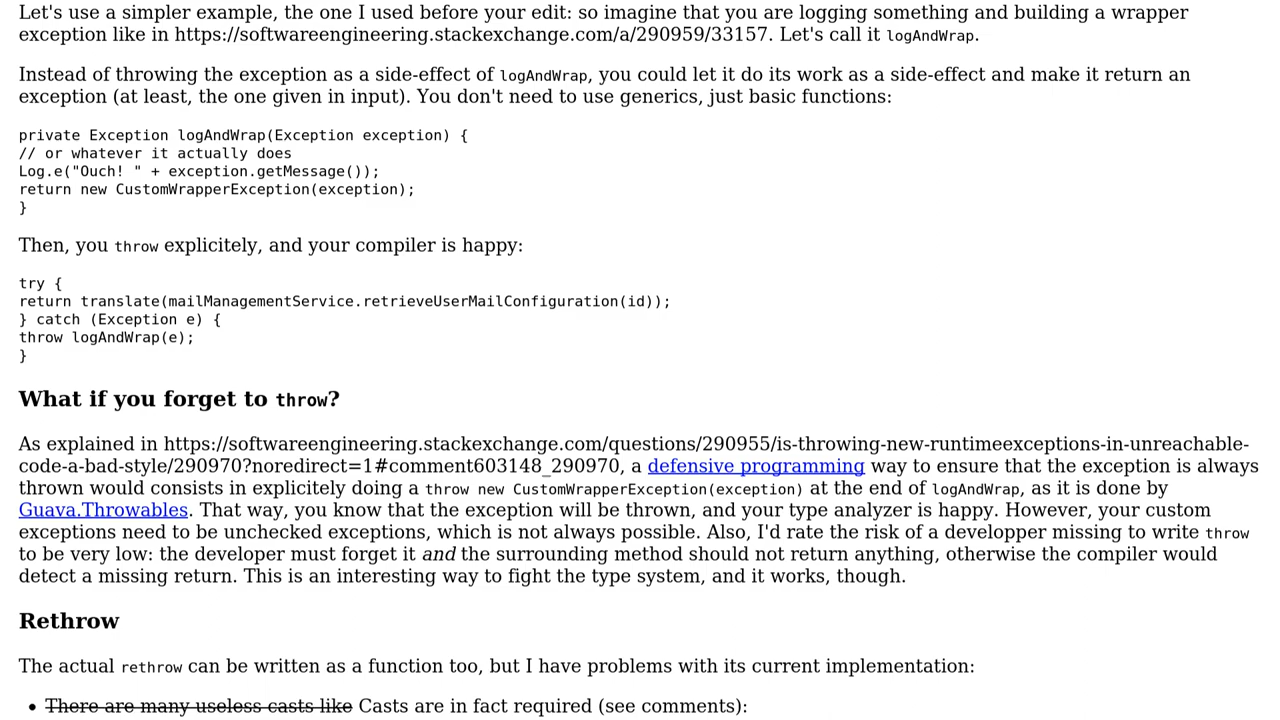 Let's use a simpler example, the one I used before your edit: so imagine that you are logging something and building a wrapper
exception like in https://softwareengineering.stackexchange.com/a/290959/33157. Let's call it logAndWrap.
Instead of throwing the exception as a side-effect of logAndWrap, you could let it do its work as a side-effect and make it return an
exception (at least, the one given in input). You don't need to use generics, just basic functions:
private Exception logAndWrap(Exception exception) {
// or whatever it actually does
Log.e("Ouch! " + exception.getMessage());
return new CustomWrapperException(exception);
}
Then, you throw explicitely, and your compiler is happy:
try {
return translate(mailManagementService.retrieveUserMailConfiguration(id));
} catch (Exception e) {
throw logAndWrap(e);
}
What if you forget to throw?
As explained in https://softwareengineering.stackexchange.com/questions/290955/is-throwing-new-runtimeexceptions-in-unreachable-
code-a-bad-style/290970?noredirect=1#comment603148_290970, a defensive programming way to ensure that the exception is always
thrown would consists in explicitely doing a throw new CustomWrapperException(exception) at the end of logAndWrap, as it is done by
Guava.Throwables. That way, you know that the exception will be thrown, and your type analyzer is happy. However, your custom
exceptions need to be unchecked exceptions, which is not always possible. Also, I'd rate the risk of a developper missing to write throw
to be very low: the developer must forget it and the surrounding method should not return anything, otherwise the compiler would
detect a missing return. This is an interesting way to fight the type system, and it works, though.
Rethrow
The actual rethrow can be written as a function too, but I have problems with its current implementation:
• There are many useless casts like Casts are in fact required (see comments):